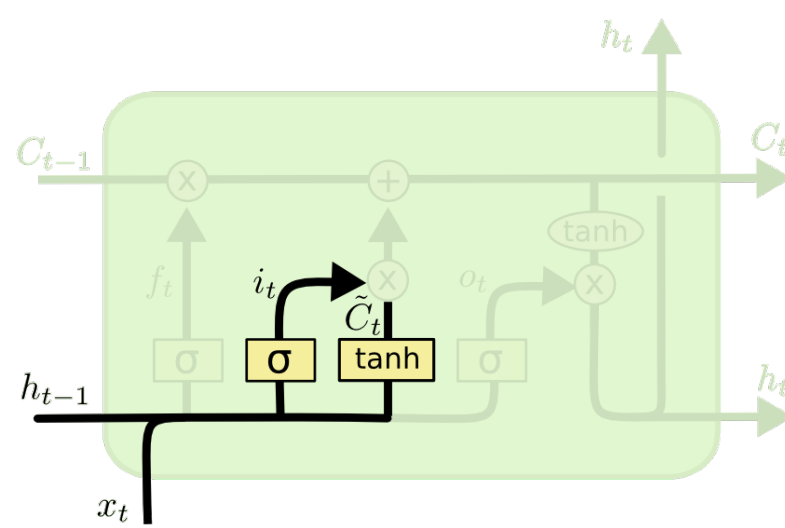 h_t
C_{t-1}
C_t
x
+
tanh
f_t
i_t
x
o_t
x
C̃_t
σ
σ
tanh
σ
h_{t-1}
h_t
x_t